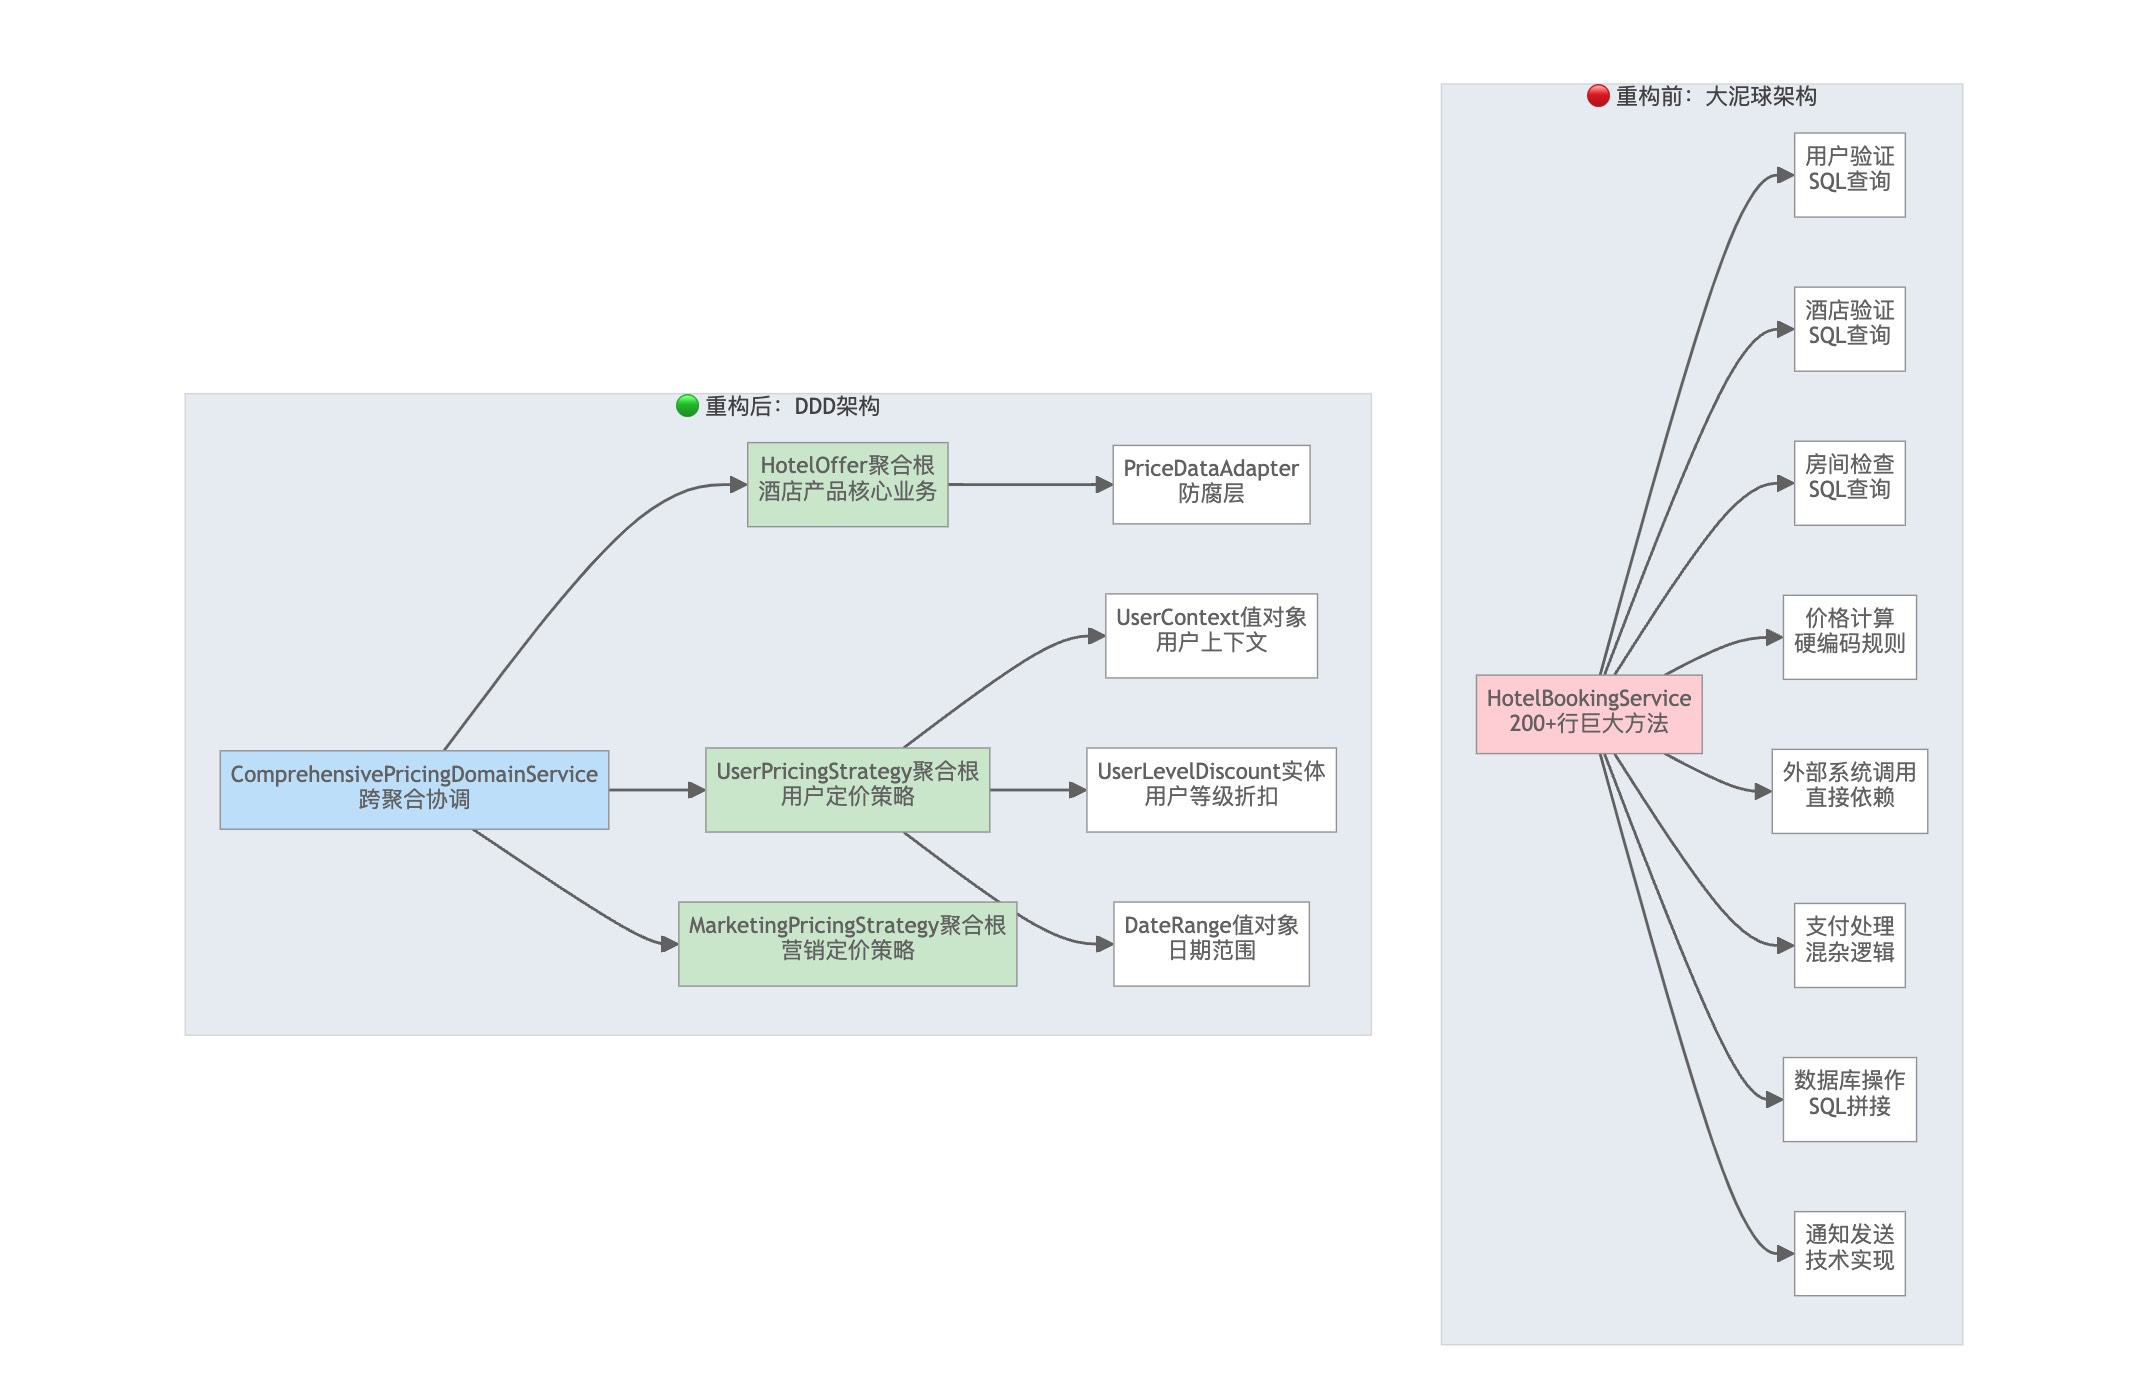 重构后：DDD架构
HotelOffer聚合根
酒店产品核心业务
PriceDataAdapter
防腐层
UserContext值对象
用户上下文
ComprehensivePricingDomainService
跨聚合协调
UserPricingStrategy聚合根
用户定价策略
UserLevelDiscount实体
用户等级折扣
MarketingPricingStrategy聚合根
营销定价策略
DateRange值对象
日期范围
重构前：大泥球架构
用户验证
SQL查询
酒店验证
SQL查询
房间检查
SQL查询
价格计算
硬编码规则
HotelBookingService
200+行巨大方法
外部系统调用
直接依赖
支付处理
混杂逻辑
数据库操作
SQL拼接
通知发送
技术实现